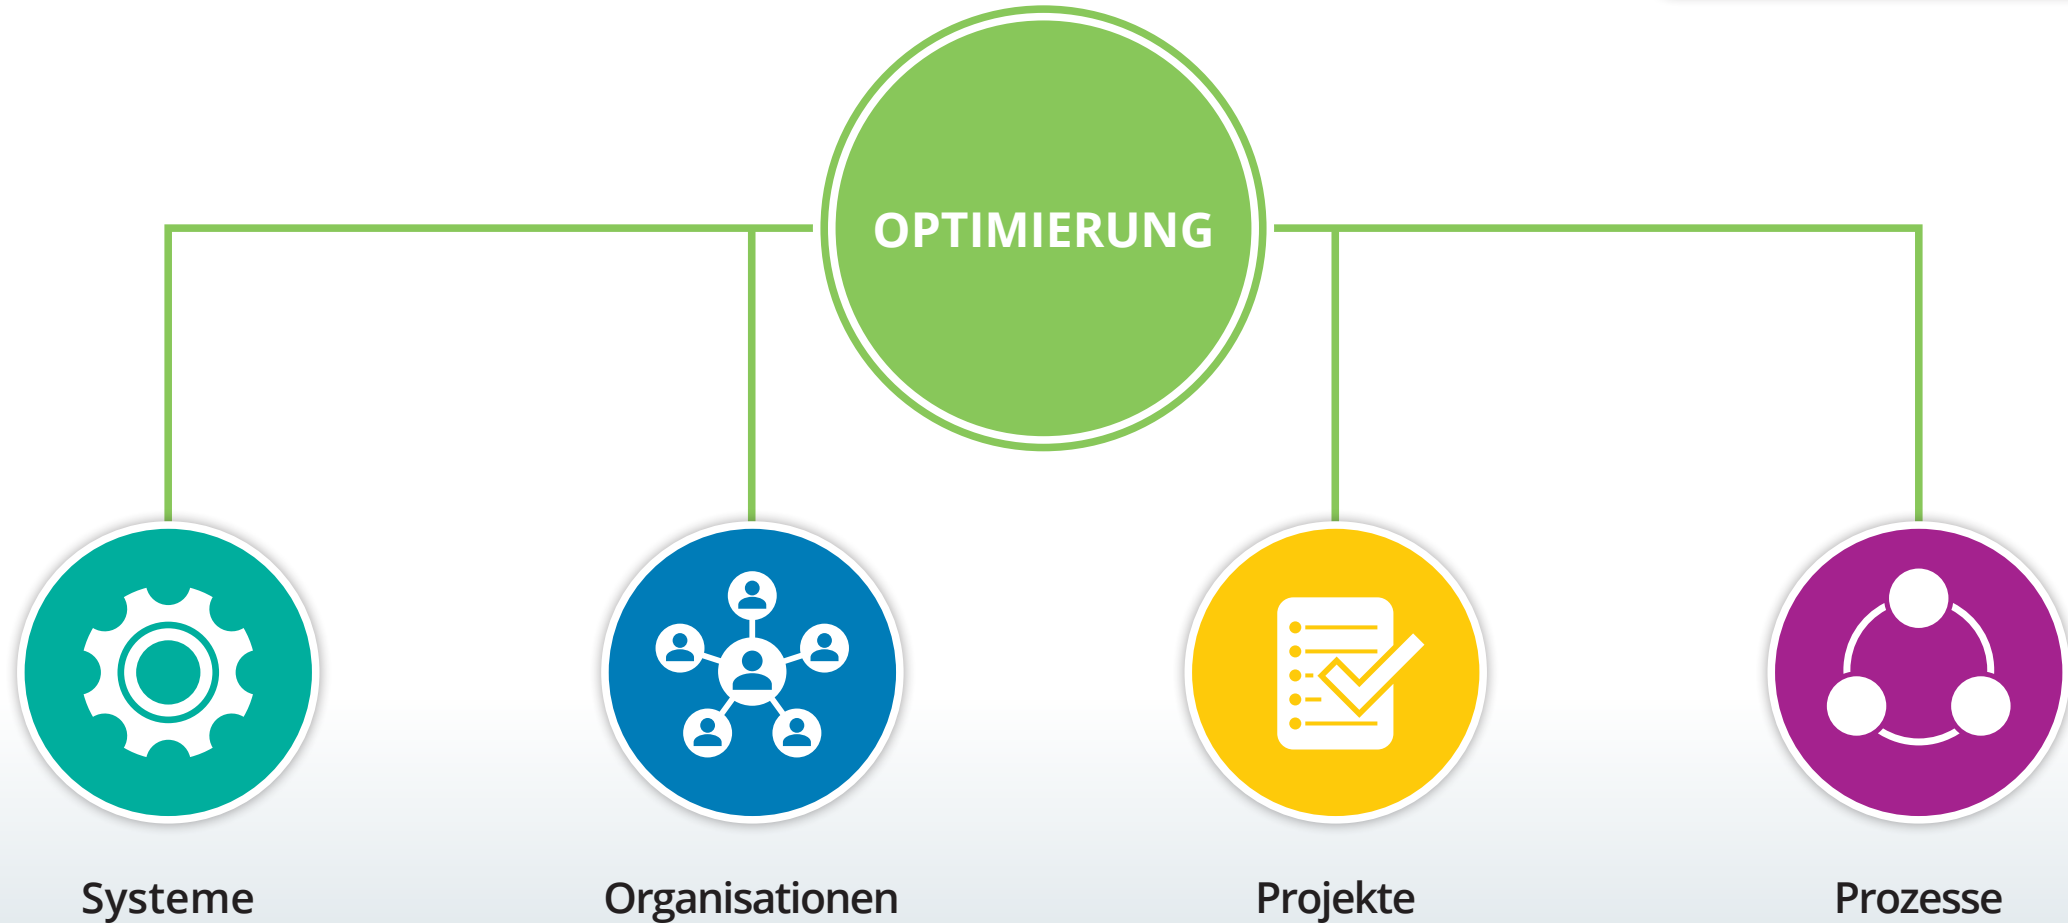 OPTIMIERUNG
Systeme
Organisationen
Projekte
Prozesse